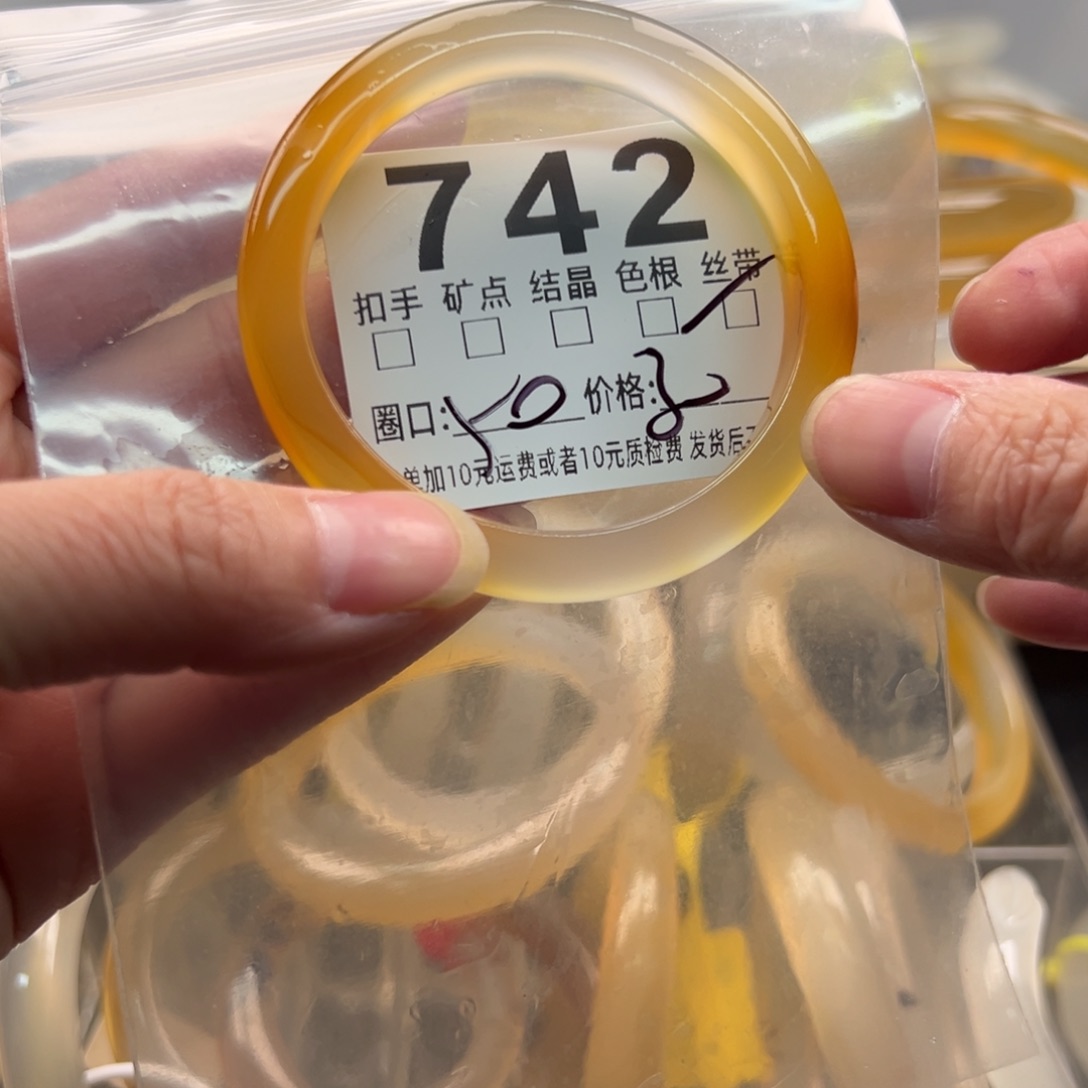 742
扣手 矿点 结晶 色根 丝带
圈口: 50 价格:
单加10元运费或者10元质检费 发货后